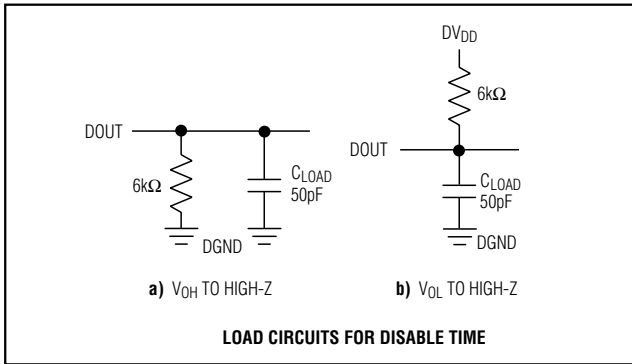 DOUT
6kΩ
C_LOAD
50pF
DGND
a) V_OH TO HIGH-Z
DV_DD
6kΩ
DOUT
C_LOAD
50pF
DGND
b) V_OL TO HIGH-Z
LOAD CIRCUITS FOR DISABLE TIME